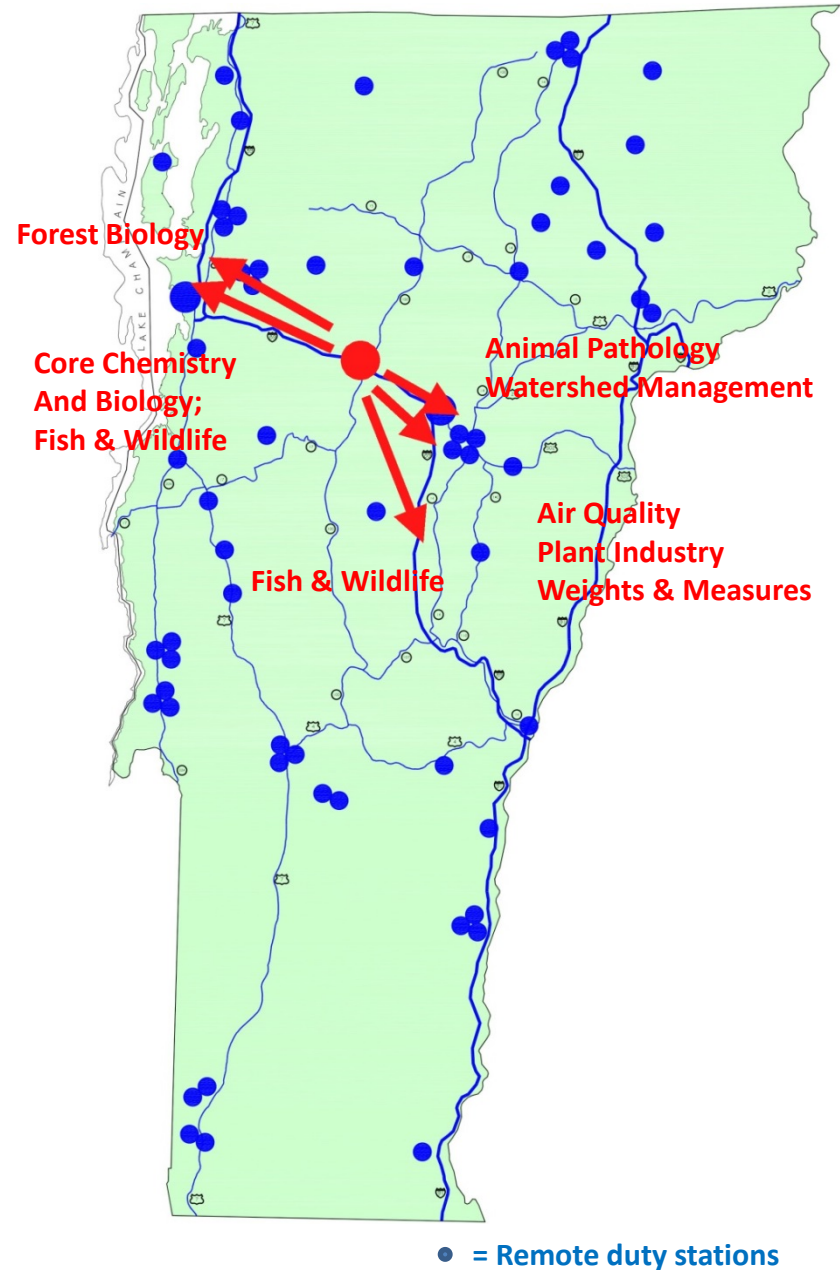 LAKE CHAMPLAIN
Forest Biology
Core Chemistry
And Biology;
Fish & Wildlife
Animal Pathology
Watershed Management
Air Quality
Plant Industry
Weights & Measures
Fish & Wildlife
= Remote duty stations